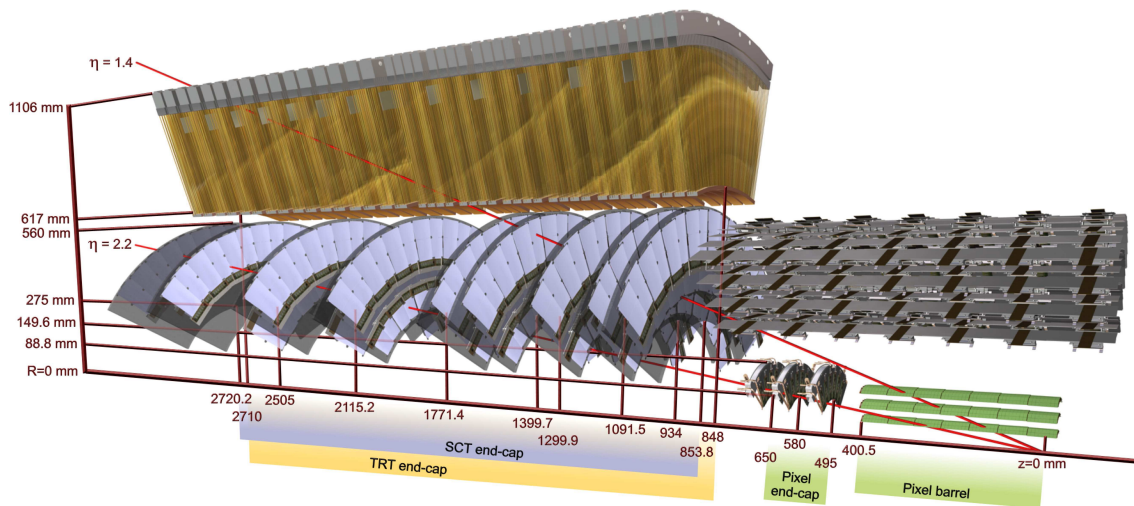 η = 1.4
1106 mm
617 mm
560 mm
η = 2.2
275 mm
149.6 mm
88.8 mm
R=0 mm
2720.2
2710
2505
2115.2
1771.4
1399.7
1299.9
1091.5
934
853.8
848
650
580
495
400.5
z=0 mm
SCT end-cap
TRT end-cap
Pixel
end-cap
Pixel barrel